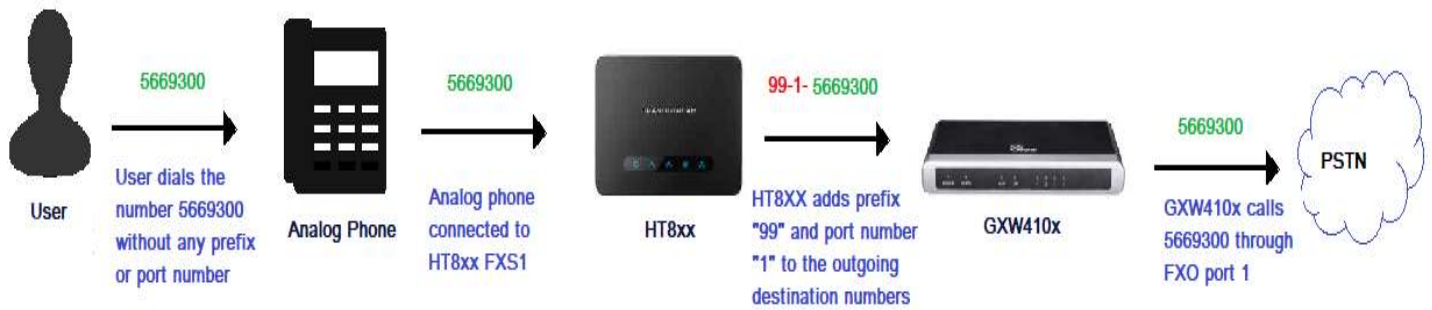 5669300
User dials the
number 5669300
without any prefix
or port number
User
5669300
Analog phone
connected to
HT8xx FXS1
Analog Phone
GRANDSTREAM
HT8xx
99-1- 5669300
HT8XX adds prefix
"99" and port number
"1" to the outgoing
destination numbers
GXW410x
5669300
GXW410x calls
5669300 through
FXO port 1
PSTN